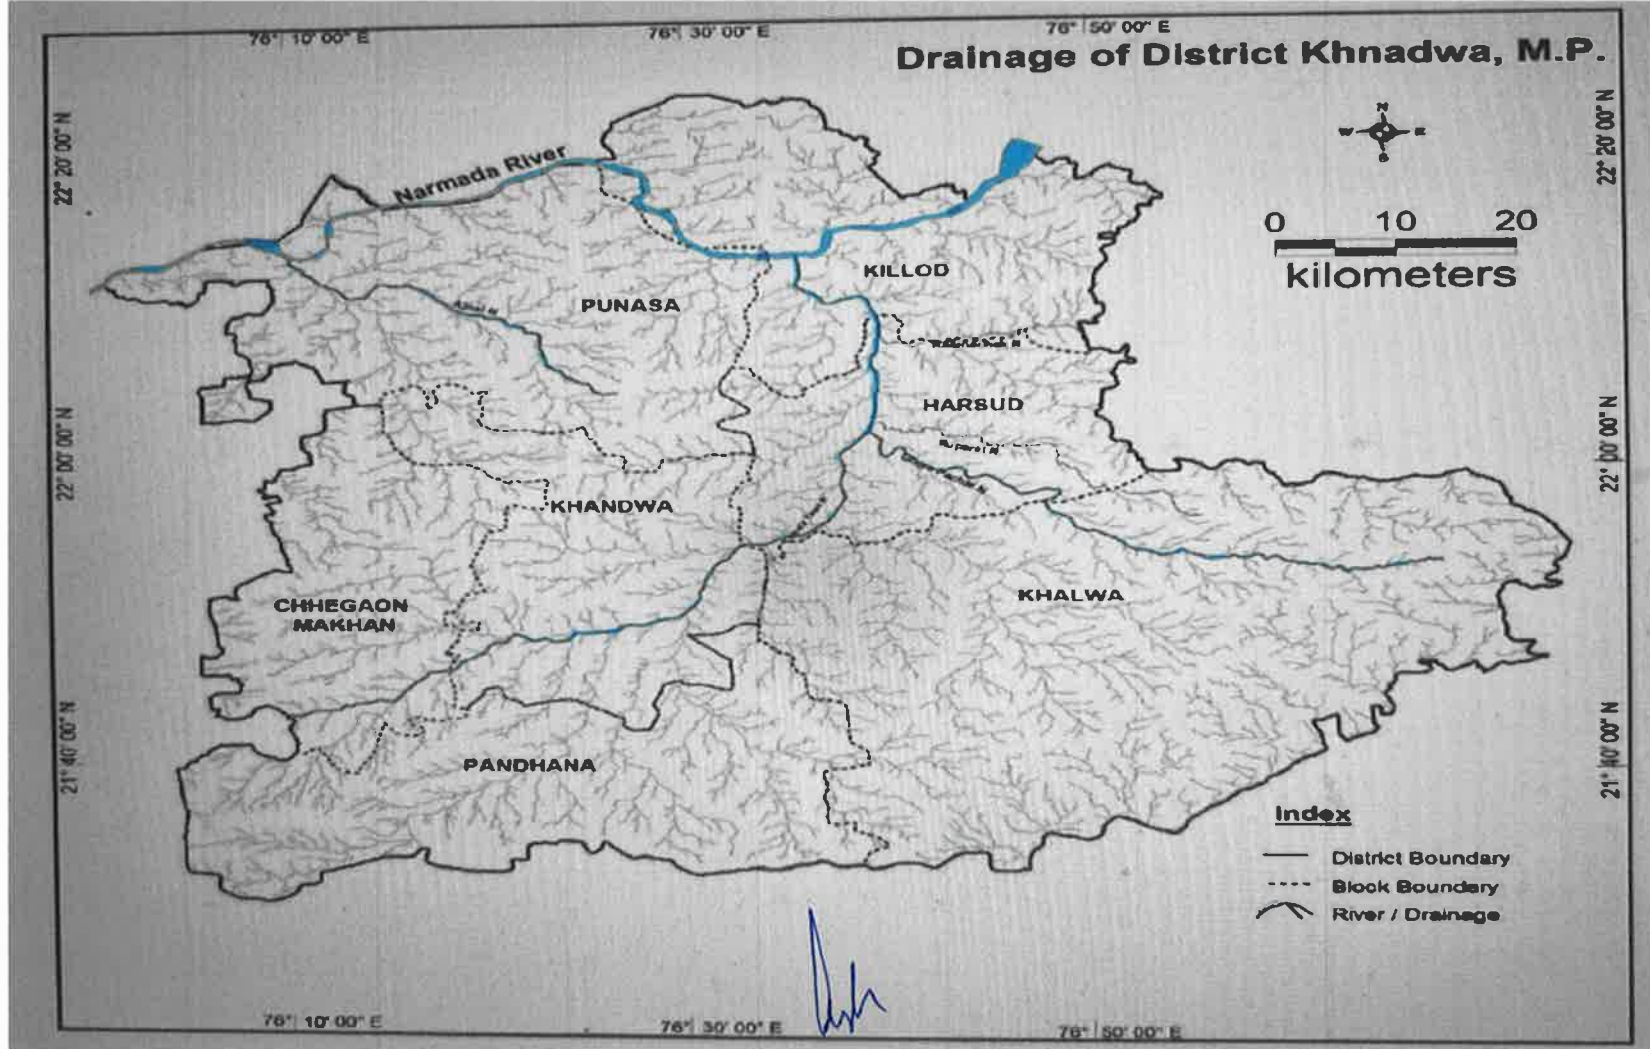 76° 10' 00" E
76° 30' 00" E
76° 50' 00" E
Drainage of District Khnadwa, M.P.
22° 20' 00" N
22° 20' 00" N
N
W E
S
Narmada River
0 10 20
kilometers
KILLOD
PUNASA
HARSUD
22° 00' 00" N
22° 00' 00" N
KHANDWA
CHHEGAON
MAKHAN
KHALWA
21° 40' 00" N
21° 40' 00" N
PANDHANA
Index
District Boundary
Block Boundary
River / Drainage
76° 10' 00" E
76° 30' 00" E
76° 50' 00" E